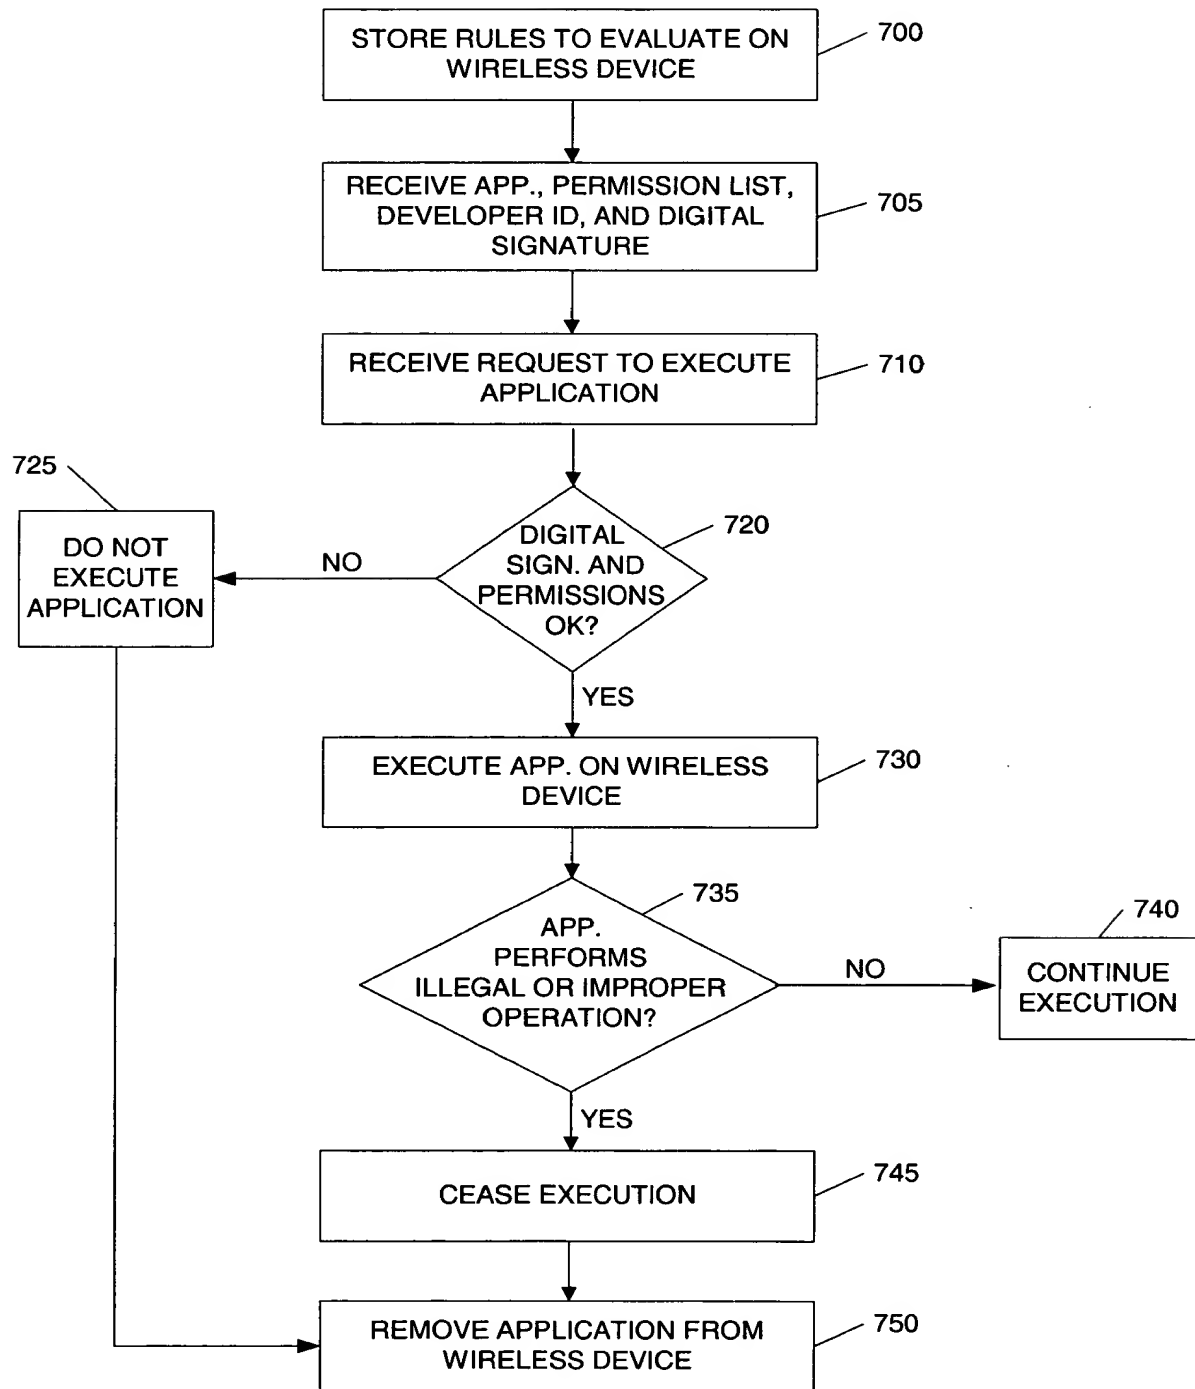 STORE RULES TO EVALUATE ON
WIRELESS DEVICE
700
RECEIVE APP., PERMISSION LIST,
DEVELOPER ID, AND DIGITAL
SIGNATURE
705
RECEIVE REQUEST TO EXECUTE
APPLICATION
710
725
DO NOT
EXECUTE
APPLICATION
NO
DIGITAL
SIGN. AND
PERMISSIONS
OK?
720
YES
EXECUTE APP. ON WIRELESS
DEVICE
730
APP.
PERFORMS
ILLEGAL OR IMPROPER
OPERATION?
735
NO
740
CONTINUE
EXECUTION
YES
CEASE EXECUTION
745
REMOVE APPLICATION FROM
WIRELESS DEVICE
750